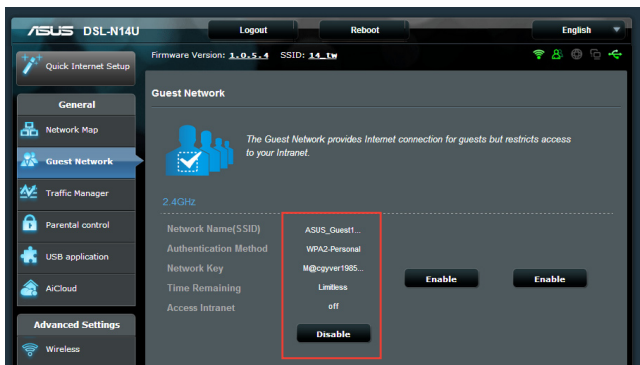 ASUS DSL-N14U Logout Reboot English
Quick Internet Setup
Firmware Version: 1.0.5.4 SSID: 14_tw
General
Network Map
Guest Network
Traffic Manager
Parental control
USB application
AiCloud
Advanced Settings
Wireless
Guest Network
The Guest Network provides Internet connection for guests but restricts access
to your Intranet.
2.4GHz
Network Name(SSID) ASUS_Guest1...
Authentication Method WPA2-Personal
Network Key M@cgyver1985...
Time Remaining Limitless
Access Intranet off
Disable
Enable Enable